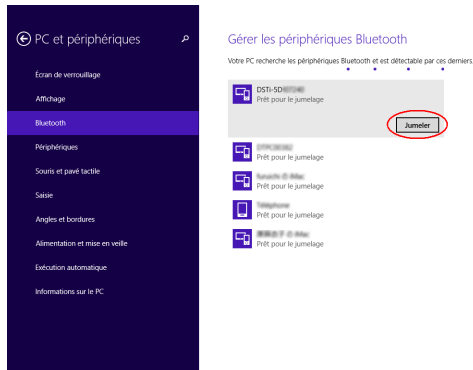 PC et périphériques
Écran de verrouillage
Affichage
Bluetooth
Périphériques
Souris et pavé tactile
Saisie
Angles et bordures
Alimentation et mise en veille
Exécution automatique
Informations sur le PC
Gérer les périphériques Bluetooth
Votre PC recherche les périphériques Bluetooth et est détectable par ces derniers.
DSTi-5D
Prêt pour le jumelage
Jumeler
Prêt pour le jumelage
Prêt pour le jumelage
Téléphone
Prêt pour le jumelage
Prêt pour le jumelage